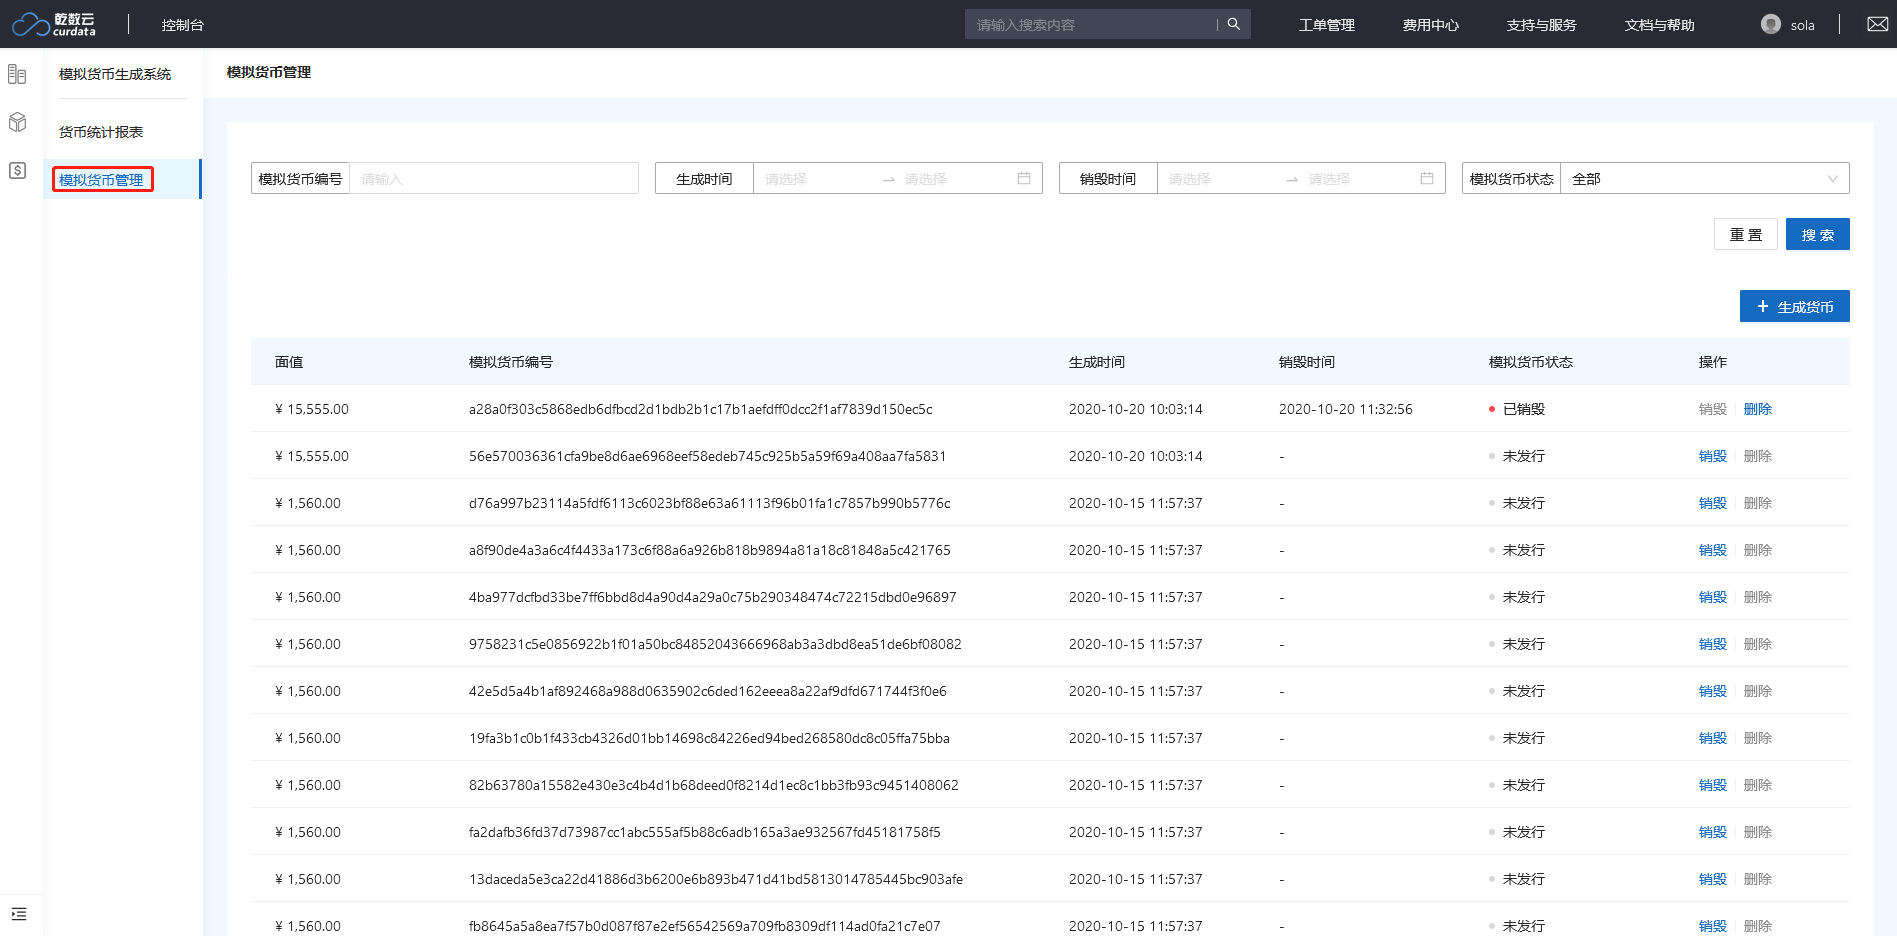 乾数云
curdata
控制台
请输入搜索内容
工单管理
费用中心
支持与服务
文档与帮助
sola
模拟货币生成系统
货币统计报表
模拟货币管理
模拟货币管理
模拟货币编号 请输入
生成时间 请选择 → 请选择
销毁时间 请选择 → 请选择
模拟货币状态 全部
重 置
搜 索
+ 生成货币
面值 模拟货币编号 生成时间 销毁时间 模拟货币状态 操作
¥ 15,555.00 a28a0f303c5868edb6dfbcd2d1bdb2b1c17b1aefdff0dcc2f1af7839d150ec5c 2020-10-20 10:03:14 2020-10-20 11:32:56 已销毁 销毁 删除
¥ 15,555.00 56e570036361cfa9be8d6ae6968eef58edeb745c925b5a59f69a408aa7fa5831 2020-10-20 10:03:14 - 未发行 销毁 删除
¥ 1,560.00 d76a997b23114a5fdf6113c6023bf88e63a61113f96b01fa1c7857b990b5776c 2020-10-15 11:57:37 - 未发行 销毁 删除
¥ 1,560.00 a8f90de4a3a6c4f4433a173c6f88a6a926b818b9894a81a18c81848a5c421765 2020-10-15 11:57:37 - 未发行 销毁 删除
¥ 1,560.00 4ba977dcfbd33be7ff6bbd8d4a90d4a29a0c75b290348474c72215dbd0e96897 2020-10-15 11:57:37 - 未发行 销毁 删除
¥ 1,560.00 9758231c5e0856922b1f01a50bc84852043666968ab3a3dbd8ea51de6bf08082 2020-10-15 11:57:37 - 未发行 销毁 删除
¥ 1,560.00 42e5d5a4b1af892468a988d0635902c6ded162eeea8a22af9dfd671744f3f0e6 2020-10-15 11:57:37 - 未发行 销毁 删除
¥ 1,560.00 19fa3b1c0b1f433cb4326d01bb14698c84226ed94bed268580dc8c05ffa75bba 2020-10-15 11:57:37 - 未发行 销毁 删除
¥ 1,560.00 82b63780a15582e430e3c4b4d1b68deed0f8214d1ec8c1bb3fb93c9451408062 2020-10-15 11:57:37 - 未发行 销毁 删除
¥ 1,560.00 fa2dafb36fd37d73987cc1abc555af5b88c6adb165a3ae932567fd45181758f5 2020-10-15 11:57:37 - 未发行 销毁 删除
¥ 1,560.00 13daceda5e3ca22d41886d3b6200e6b893b471d41bd5813014785445bc903afe 2020-10-15 11:57:37 - 未发行 销毁 删除
¥ 1,560.00 fb8645a5a8ea7f57b0d087f87e2ef56542569a709fb8309df114ad0fa21c7e07 2020-10-15 11:57:37 - 未发行 销毁 删除